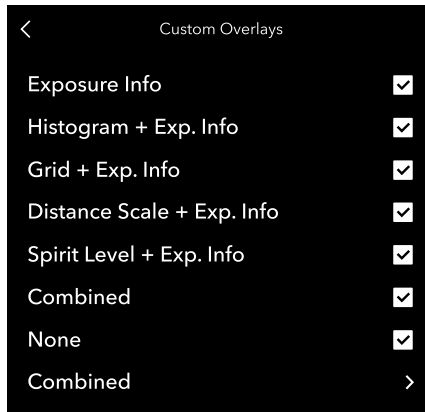 Custom Overlays
Exposure Info
Histogram + Exp. Info
Grid + Exp. Info
Distance Scale + Exp. Info
Spirit Level + Exp. Info
Combined
None
Combined